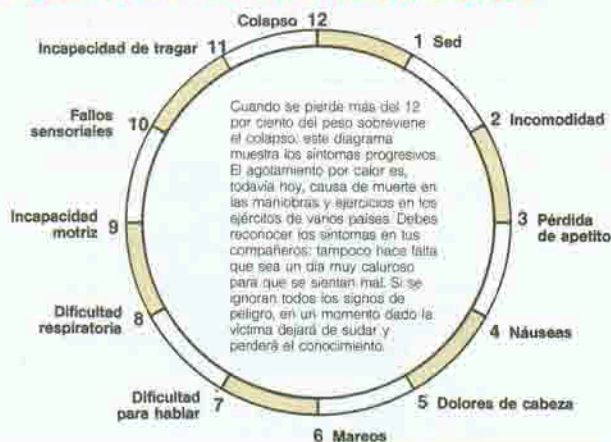 Colapso 12
1 Sed
2 Incomodidad
3 Pérdida
de apetito
4 Náuseas
5 Dolores de cabeza
6 Mareos
Dificultad
para hablar 7
Dificultad
respiratoria 8
Incapacidad
motriz 9
Fallos
sensoriales 10
Incapacidad de tragar 11
Cuando se pierde más del 12
por ciento del peso sobreviene
el colapso: este diagrama
muestra los síntomas progresivos.
El agotamiento por calor es,
todavía hoy, causa de muerte en
las maniobras y ejercicios en los
ejércitos de varios países. Debes
reconocer los síntomas en tus
compañeros: tampoco hace falta
que sea un día muy caluroso
para que se sientan mal. Si se
ignoran todos los signos de
peligro, en un momento dado la
víctima dejará de sudar y
perderá el conocimiento.